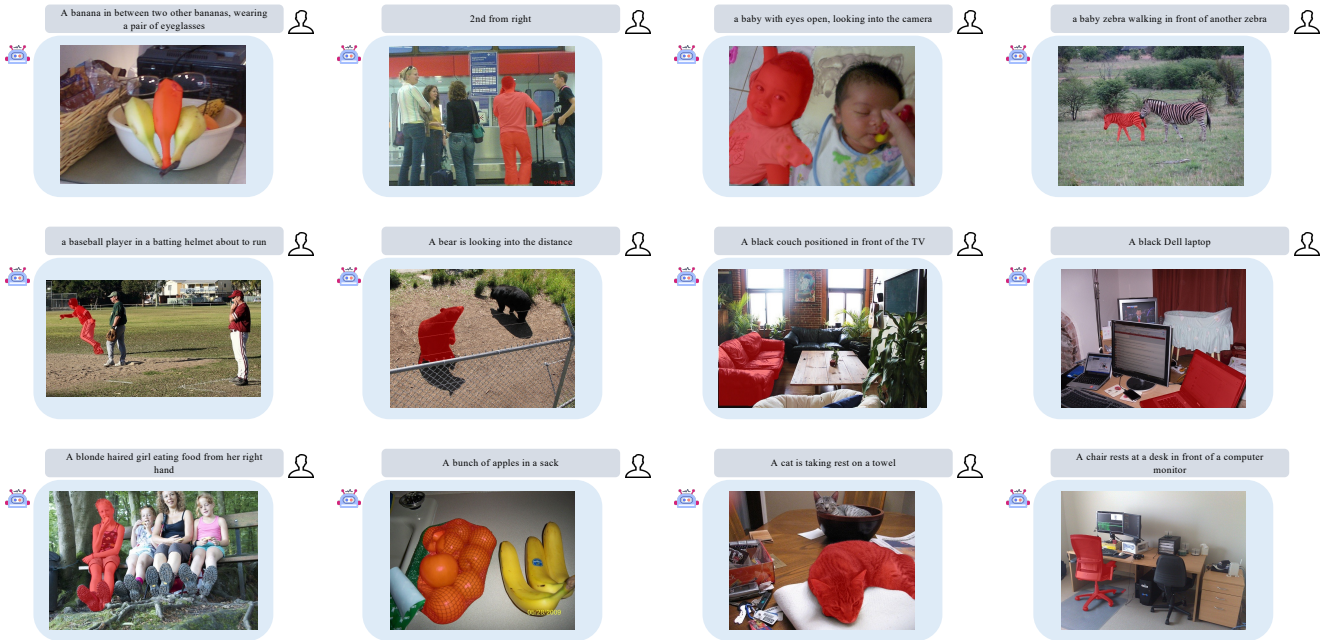 A banana in between two other bananas, wearing
a pair of eyeglasses
2nd from right
a baby with eyes open, looking into the camera
a baby zebra walking in front of another zebra
a baseball player in a batting helmet about to run
A bear is looking into the distance
A black couch positioned in front of the TV
A black Dell laptop
A blonde haired girl eating food from her right
hand
A bunch of apples in a sack
A cat is taking rest on a towel
A chair rests at a desk in front of a computer
monitor
05/28/2009